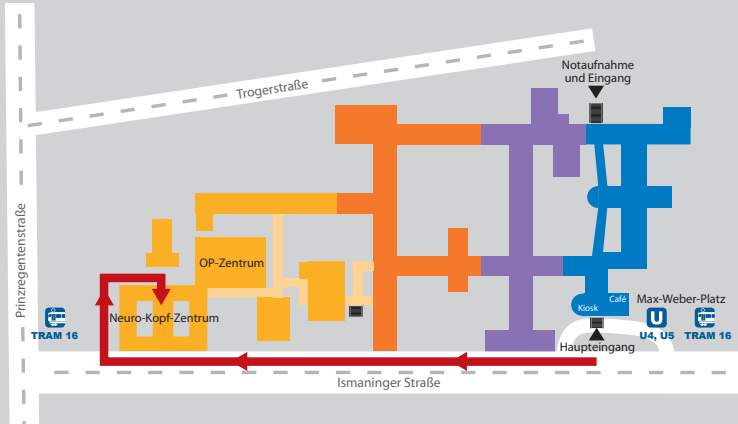 Notaufnahme
und Eingang
Trogerstraße
Prinzregentenstraße
OP-Zentrum
Neuro-Kopf-Zentrum
TRAM 16
Café
Kiosk
Max-Weber-Platz
U
U4, U5
TRAM 16
Haupteingang
Ismaninger Straße